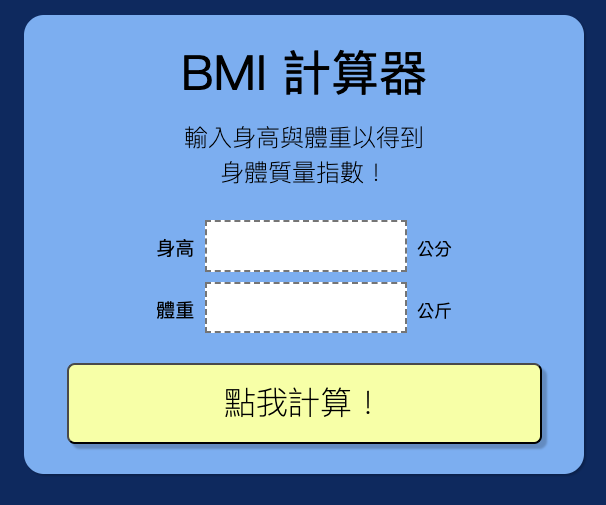 BMI 計算器
輸入身高與體重以得到
身體質量指數！
身高 公分
體重 公斤
點我計算！